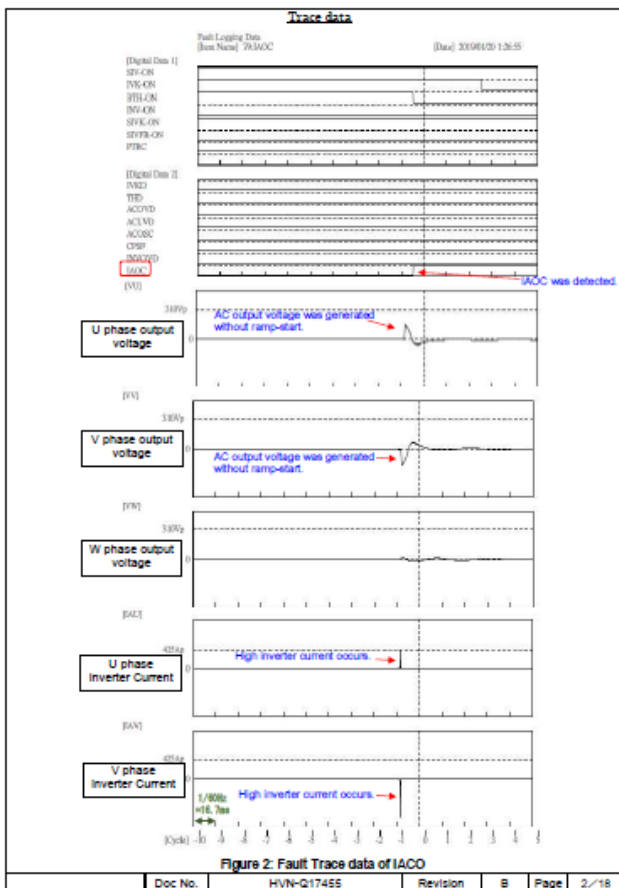 Trace data
Fault Logging Data
[Item Name] 79:IAOC [Date] 2019/01/20 1:26:55
[Digital Data 1]
SIV-ON
IVK-ON
BTH-ON
INV-ON
SIVK-ON
SIVFR-ON
PTRC
[Digital Data 2]
IVKD
THD
ACOVD
ACLVD
ACOSC
CPSF
INVOVD
IAOC
IAOC was detected.
[VU]
310Vp
U phase output voltage
0
AC output voltage was generated
without ramp-start.
[VV]
310Vp
V phase output voltage
0
AC output voltage was generated
without ramp-start.
[VW]
310Vp
W phase output voltage
0
[IAU]
425Ap
U phase
Inverter Current
0
High inverter current occurs.
[IAW]
425Ap
V phase
Inverter Current
0
1/60Hz
=16.7ms
High inverter current occurs.
[Cycle] -10 -9 -8 -7 -6 -5 -4 -3 -2 -1 0 1 2 3 4 5
Figure 2: Fault Trace data of IACO
Doc No. HVN-Q17455 Revision B Page 2/18